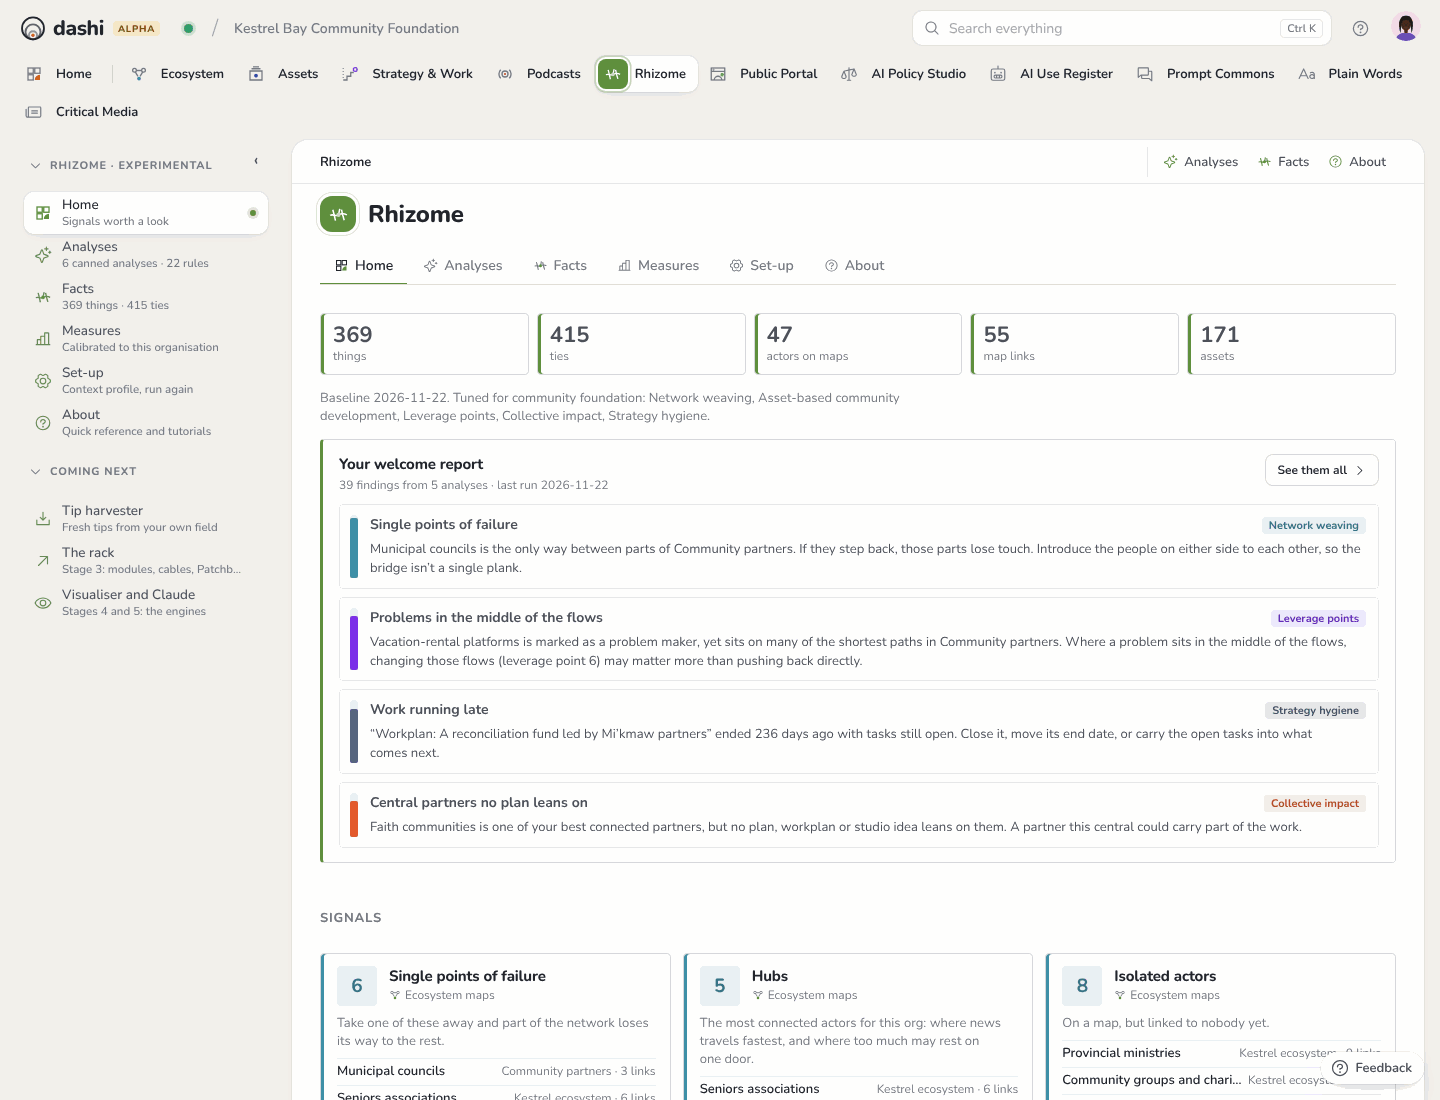 dashi ALPHA / Kestrel Bay Community Foundation
Search everything Ctrl K
Home Ecosystem Assets Strategy & Work Podcasts Rhizome Public Portal AI Policy Studio AI Use Register Prompt Commons Aa Plain Words
Critical Media
RHIZOME · EXPERIMENTAL
Home
Signals worth a look
Analyses
6 canned analyses · 22 rules
Facts
369 things · 415 ties
Measures
Calibrated to this organisation
Set-up
Context profile, run again
About
Quick reference and tutorials
COMING NEXT
Tip harvester
Fresh tips from your own field
The rack
Stage 3: modules, cables, Patchb…
Visualiser and Claude
Stages 4 and 5: the engines
Rhizome
Analyses Facts About
Rhizome
Home Analyses Facts Measures Set-up About
369
things
415
ties
47
actors on maps
55
map links
171
assets
Baseline 2026-11-22. Tuned for community foundation: Network weaving, Asset-based community
development, Leverage points, Collective impact, Strategy hygiene.
Your welcome report
39 findings from 5 analyses · last run 2026-11-22
See them all
Single points of failure
Network weaving
Municipal councils is the only way between parts of Community partners. If they step back, those parts lose touch. Introduce the people on either side to each other, so the
bridge isn’t a single plank.
Problems in the middle of the flows
Leverage points
Vacation-rental platforms is marked as a problem maker, yet sits on many of the shortest paths in Community partners. Where a problem sits in the middle of the flows,
changing those flows (leverage point 6) may matter more than pushing back directly.
Work running late
Strategy hygiene
“Workplan: A reconciliation fund led by Mi’kmaw partners” ended 236 days ago with tasks still open. Close it, move its end date, or carry the open tasks into what
comes next.
Central partners no plan leans on
Collective impact
Faith communities is one of your best connected partners, but no plan, workplan or studio idea leans on them. A partner this central could carry part of the work.
SIGNALS
6
Single points of failure
Ecosystem maps
Take one of these away and part of the network loses
its way to the rest.
Municipal councils Community partners · 3 links
Seniors associations Kestrel ecosystem · 6 links
5
Hubs
Ecosystem maps
The most connected actors for this org: where news
travels fastest, and where too much may rest on
one door.
Seniors associations Kestrel ecosystem · 6 links
8
Isolated actors
Ecosystem maps
On a map, but linked to nobody yet.
Provincial ministries Kestrel ecosystem · 0 links
Community groups and chari… Kestrel
Feedback